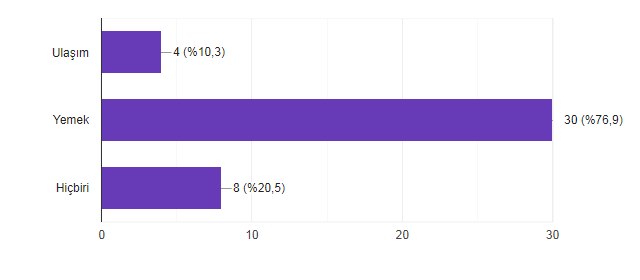 Ulaşım 4 (%10,3)
Yemek 30 (%76,9)
Hiçbiri 8 (%20,5)
0 10 20 30